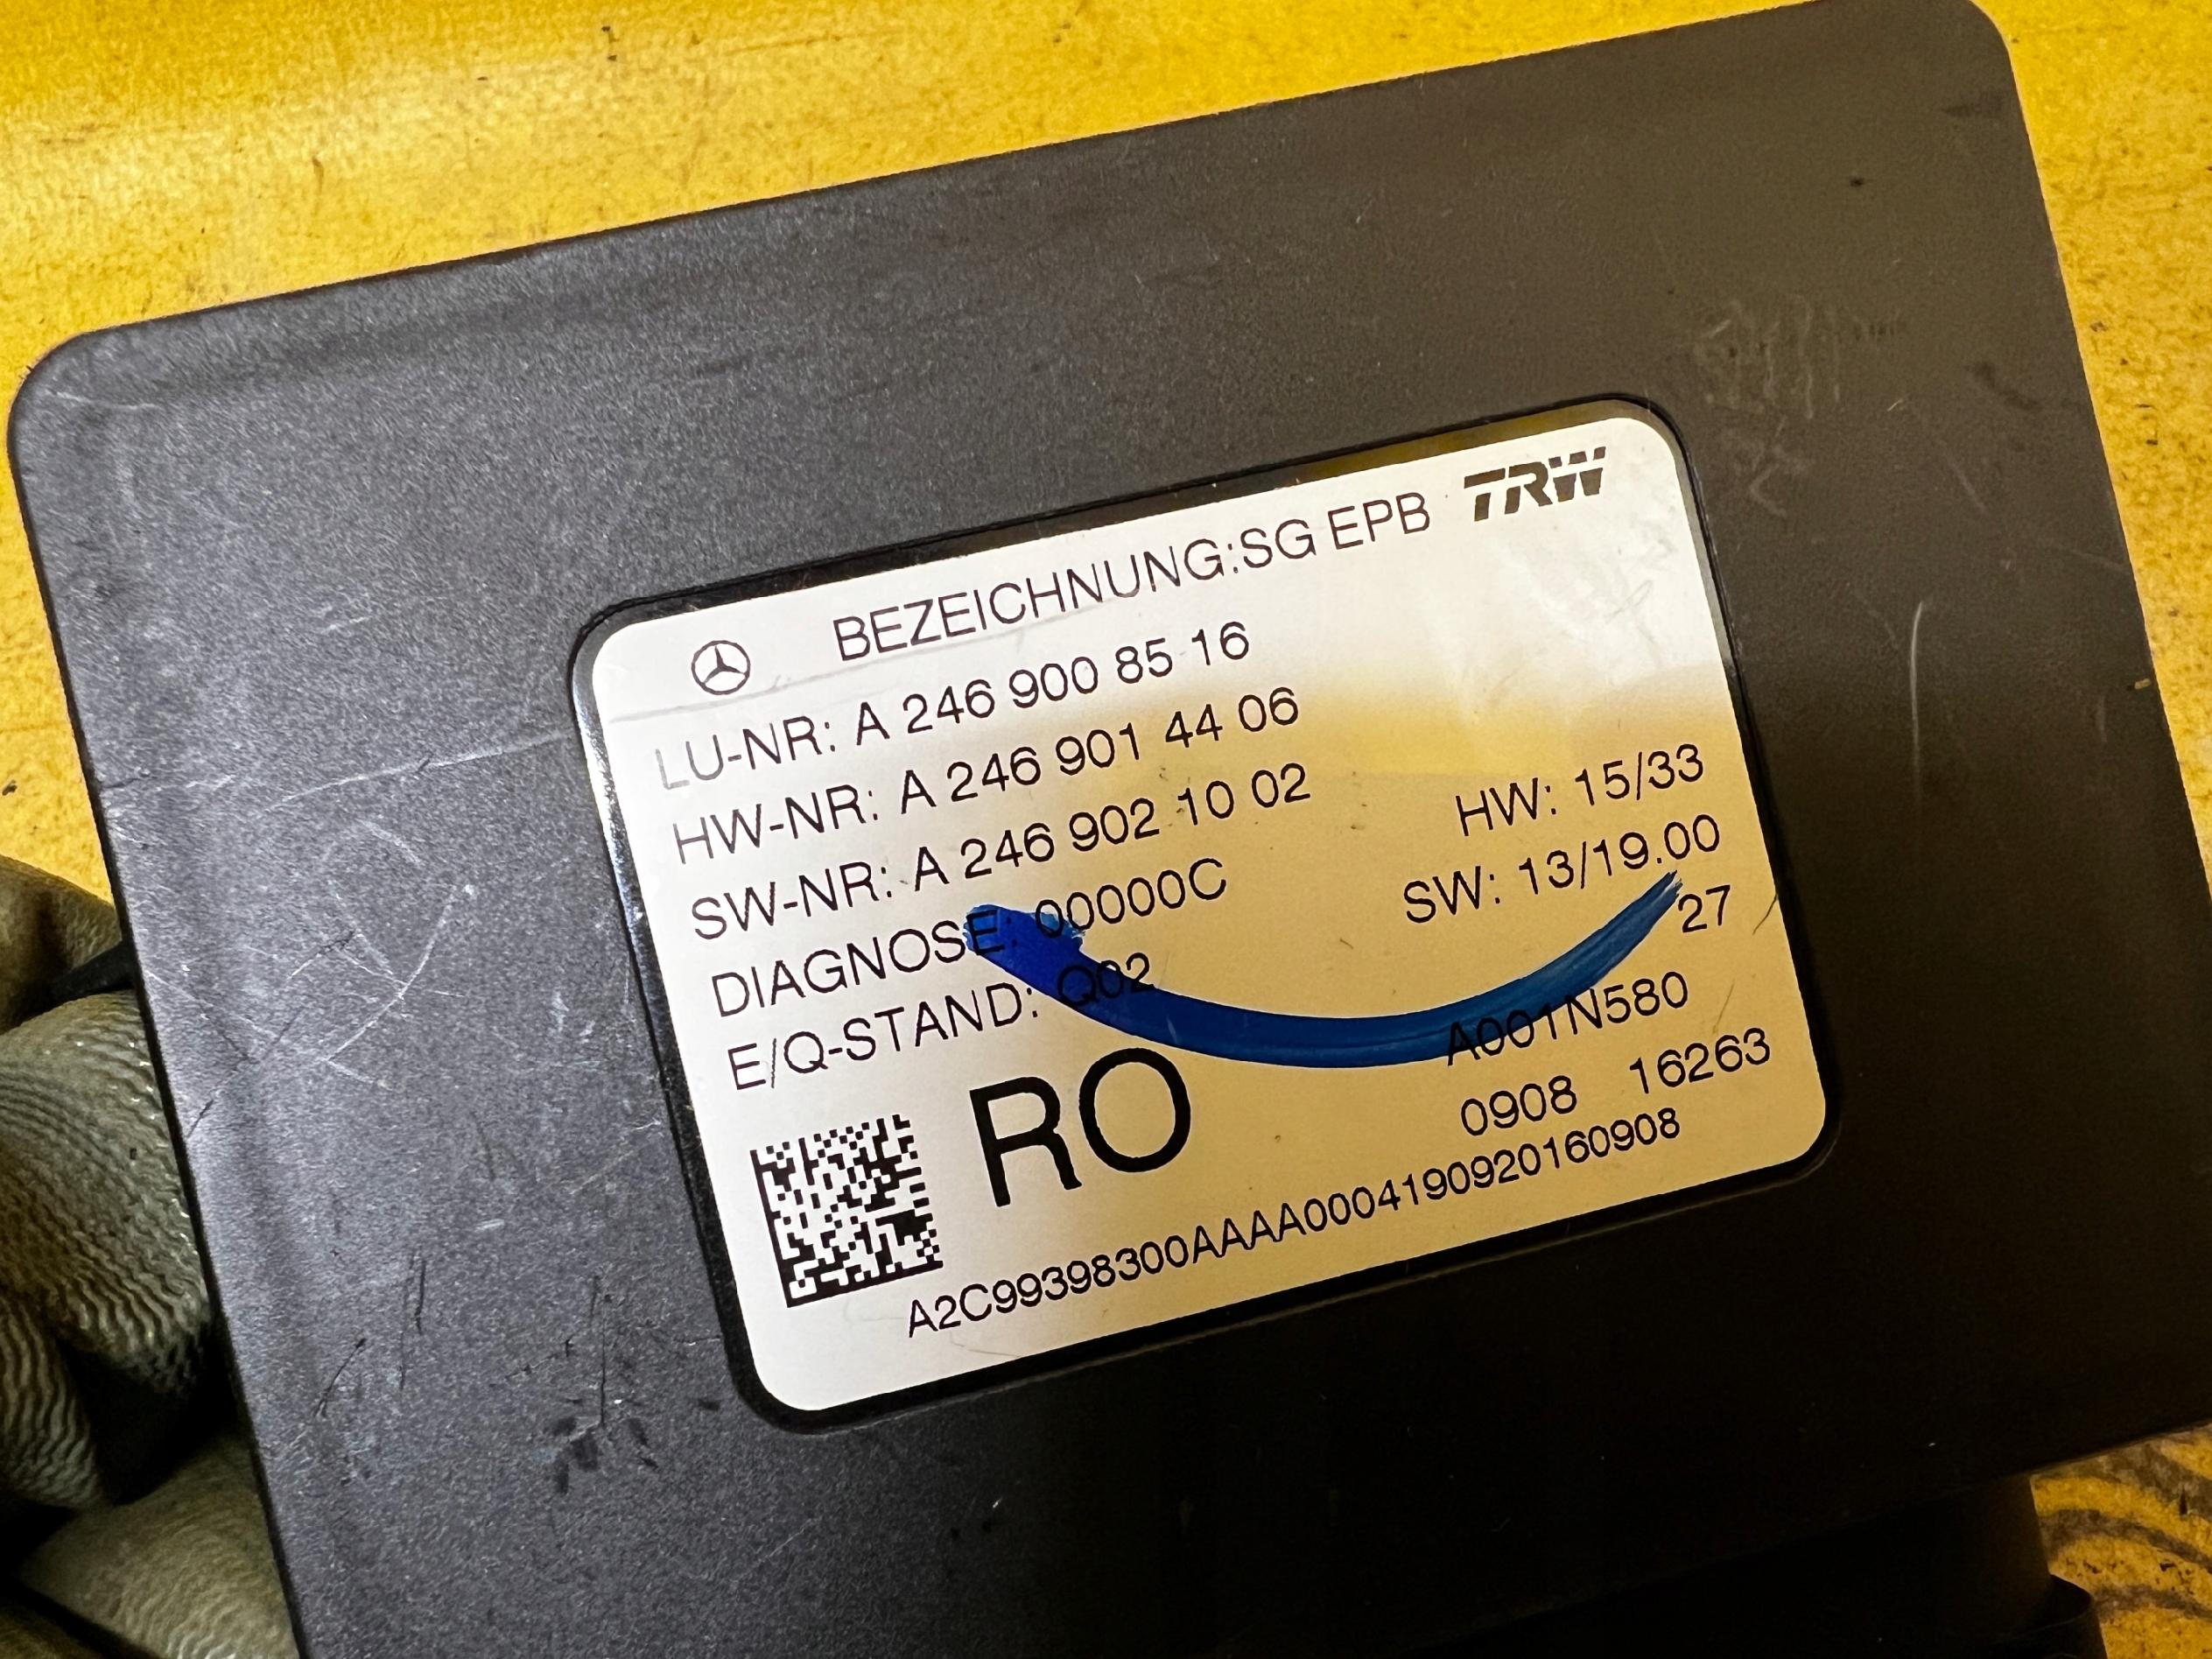 BEZEICHNUNG:SG EPB TRW
LU-NR: A 246 900 85 16
HW-NR: A 246 901 44 06
SW-NR: A 246 902 10 02 HW: 15/33
DIAGNOSE: 00000C SW: 13/19.00
E/Q-STAND: Q02 27
RO A001N580
0908 16263
A2C99398300AAAA0004190920160908